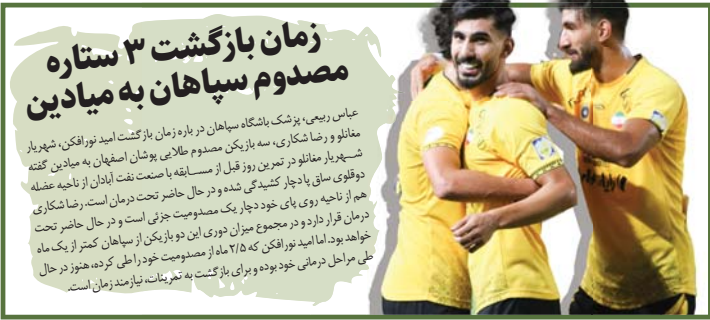 زمان بازگشت ۳ ستاره
مصدوم سپاهان به میادین
عباس ربیعی، پزشک باشگاه سپاهان در باره زمان بازگشت امید نورافکن، شهریار
مغانلو و رضا شکاری، سه بازیکن مصدوم طلایی پوشان اصفهان به میادین گفته
شــهریار مغانلو در تمرین روز قبل از مســابقه با صنعت نفت آبادان از ناحیه عضله
دوقلوی ساق پا دچار کشیدگی شده و در حال حاضر تحت درمان است. رضا شکاری
هم از ناحیه روی پای خود دچار یک مصدومیت جزئی است و در حال حاضر تحت
درمان قرار دارد و در مجموع میزان دوری این دو بازیکن از سپاهان کمتر از یک ماه
خواهد بود. اما امید نورافکن که ۲/۵ ماه از مصدومیت خود را طی کرده، هنوز در حال
طی مراحل درمانی خود بوده و برای بازگشت به تمرینات، نیازمند زمان است.